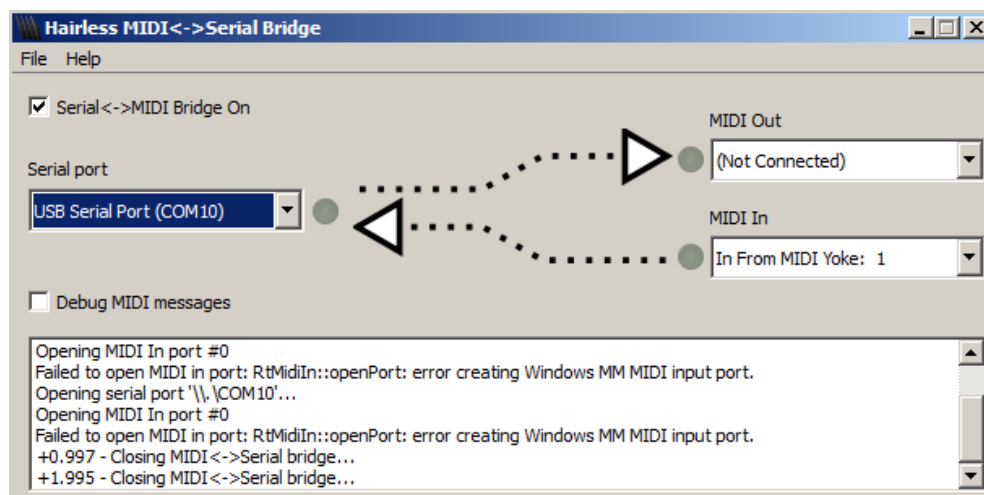 Hairless MIDI<->Serial Bridge
File Help
Serial<->MIDI Bridge On
MIDI Out
(Not Connected)
Serial port
USB Serial Port (COM10)
MIDI In
In From MIDI Yoke: 1
Debug MIDI messages
Opening MIDI In port #0
Failed to open MIDI in port: RtMidiIn::openPort: error creating Windows MM MIDI input port.
Opening serial port '\\.\COM10'...
Opening MIDI In port #0
Failed to open MIDI in port: RtMidiIn::openPort: error creating Windows MM MIDI input port.
+0.997 - Closing MIDI<->Serial bridge...
+1.995 - Closing MIDI<->Serial bridge...